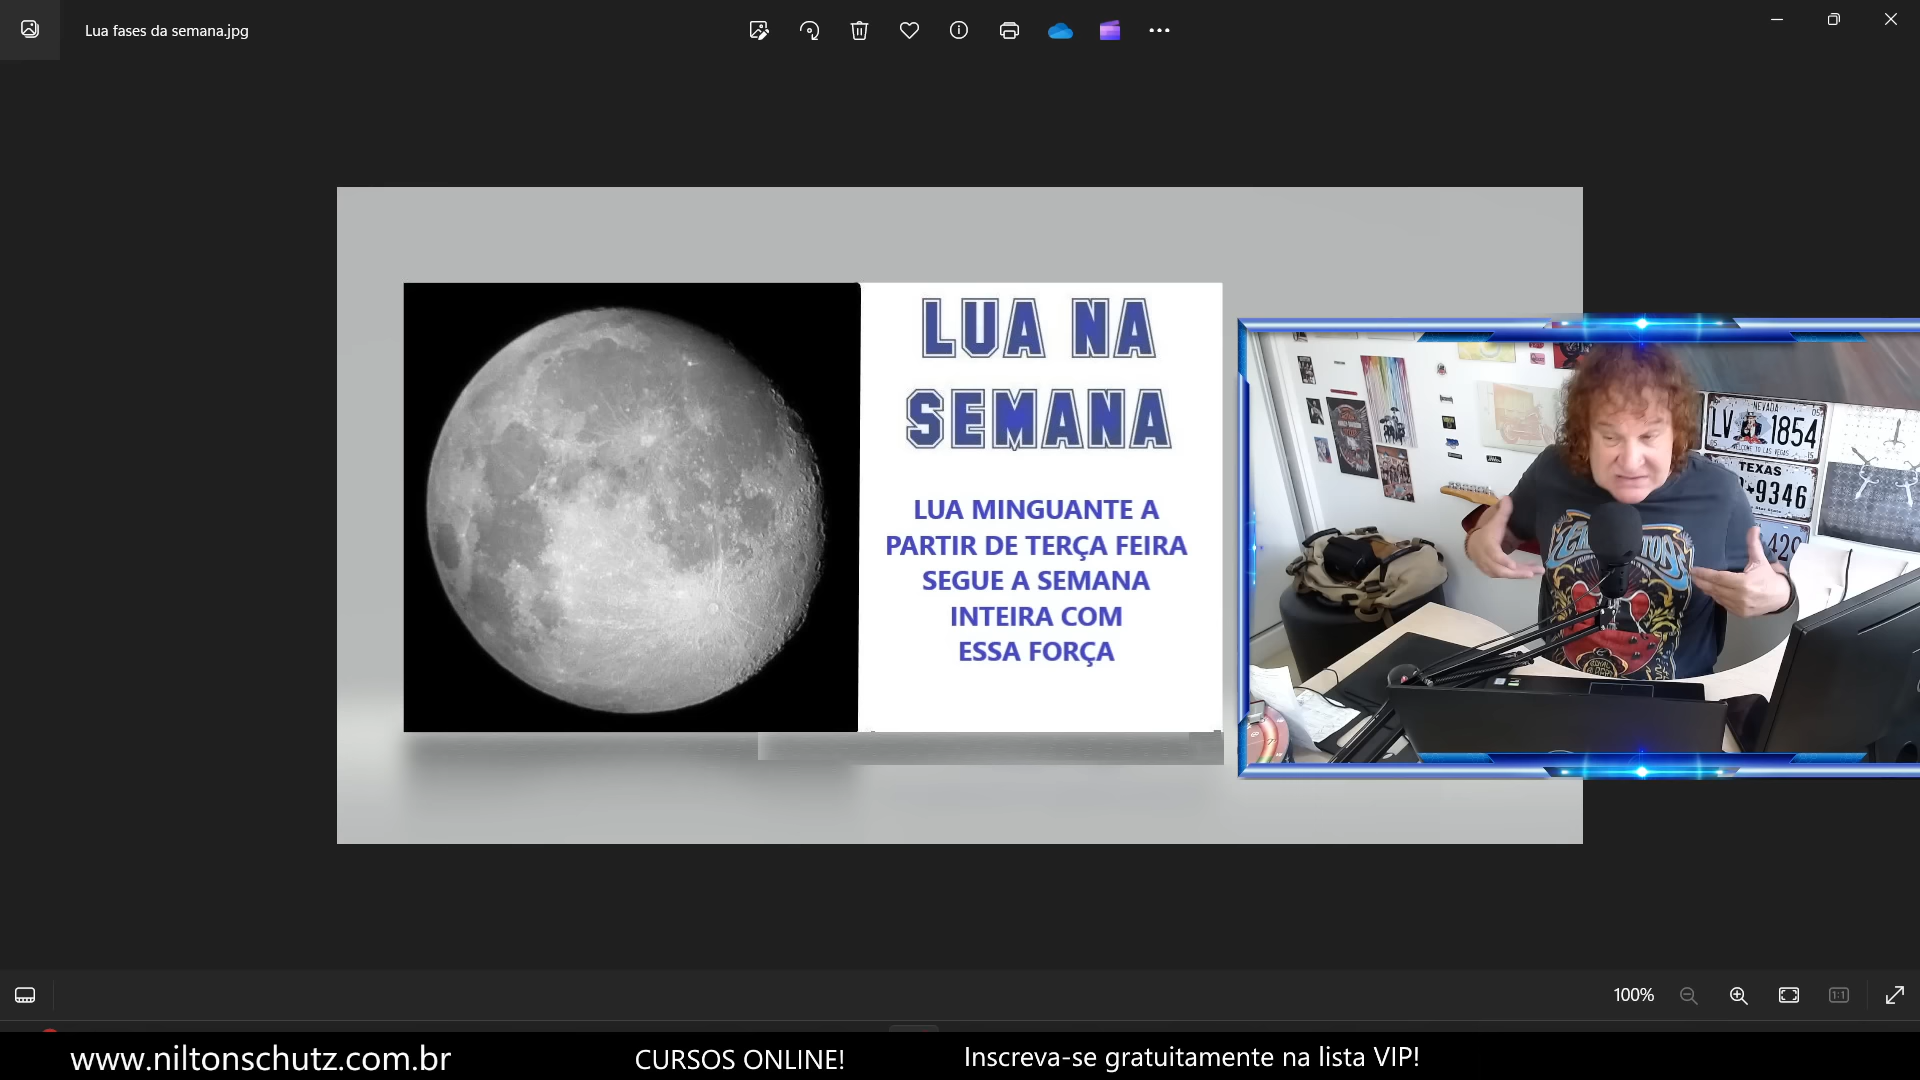 Lua fases da semana.jpg
LUA NA
SEMANA
LUA MINGUANTE A
PARTIR DE TERÇA FEIRA
SEGUE A SEMANA
INTEIRA COM
ESSA FORÇA
NEVADA
LV 1854
TEXAS
9346
100%
www.niltonschutz.com.br
CURSOS ONLINE!
Inscreva-se gratuitamente na lista VIP!